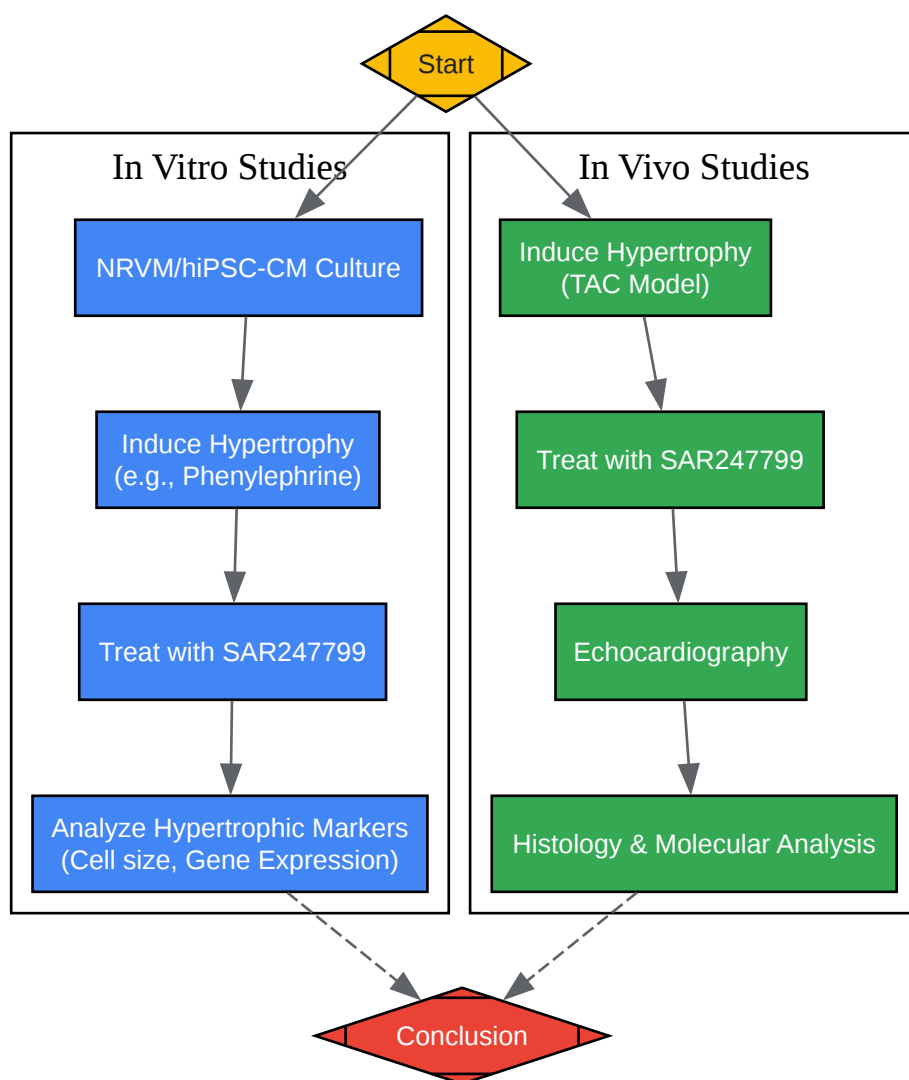 Start
In Vitro Studies
NRVM/hiPSC-CM Culture
Induce Hypertrophy
(e.g., Phenylephrine)
Treat with SAR247799
Analyze Hypertrophic Markers
(Cell size, Gene Expression)
In Vivo Studies
Induce Hypertrophy
(TAC Model)
Treat with SAR247799
Echocardiography
Histology & Molecular Analysis
Conclusion